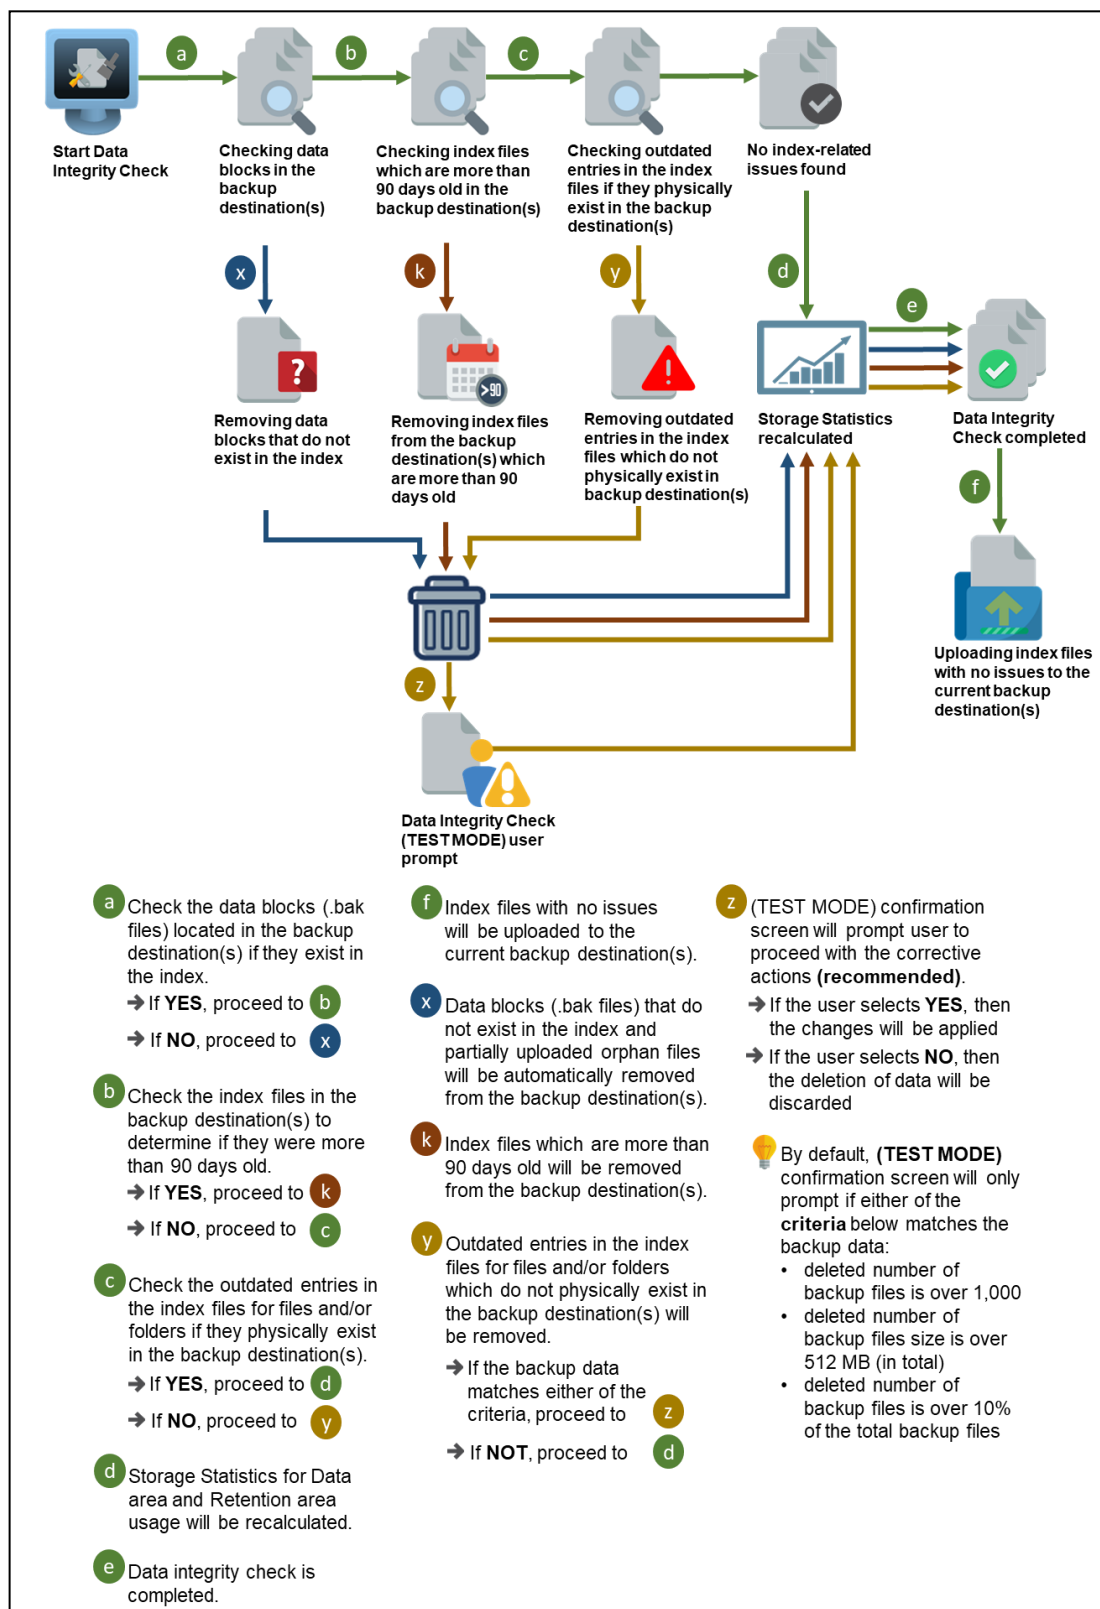 a
b
c
Start Data
Integrity Check
Checking data
blocks in the
backup
destination(s)
Checking index files
which are more than
90 days old in the
backup destination(s)
Checking outdated
entries in the index
files if they physically
exist in the backup
destination(s)
No index-related
issues found
x
k
y
d
e
?
>90
!
Removing data
blocks that do not
exist in the index
Removing index files
from the backup
destination(s) which
are more than 90
days old
Removing outdated
entries in the index
files which do not
physically exist in
backup destination(s)
Storage Statistics
recalculated
Data Integrity
Check completed
f
Uploading index files
with no issues to the
current backup
destination(s)
z
!
Data Integrity Check
(TEST MODE) user
prompt
a
Check the data blocks (.bak
files) located in the backup
destination(s) if they exist in
the index.
➔ If YES, proceed to b
➔ If NO, proceed to x
b
Check the index files in the
backup destination(s) to
determine if they were more
than 90 days old.
➔ If YES, proceed to k
➔ If NO, proceed to c
c
Check the outdated entries in
the index files for files and/or
folders if they physically exist
in the backup destination(s).
➔ If YES, proceed to d
➔ If NO, proceed to y
d
Storage Statistics for Data
area and Retention area
usage will be recalculated.
e
Data integrity check is
completed.
f
Index files with no issues
will be uploaded to the
current backup destination(s).
x
Data blocks (.bak files) that do
not exist in the index and
partially uploaded orphan files
will be automatically removed
from the backup destination(s).
k
Index files which are more than
90 days old will be removed
from the backup destination(s).
y
Outdated entries in the index
files for files and/or folders
which do not physically exist in
the backup destination(s) will
be removed.
➔ If the backup data
matches either of the
criteria, proceed to z
➔ If NOT, proceed to d
z
(TEST MODE) confirmation
screen will prompt user to
proceed with the corrective
actions (recommended).
➔ If the user selects YES, then
the changes will be applied
➔ If the user selects NO, then
the deletion of data will be
discarded
By default, (TEST MODE)
confirmation screen will only
prompt if either of the
criteria below matches the
backup data:
• deleted number of
backup files is over 1,000
• deleted number of
backup files size is over
512 MB (in total)
• deleted number of
backup files is over 10%
of the total backup files